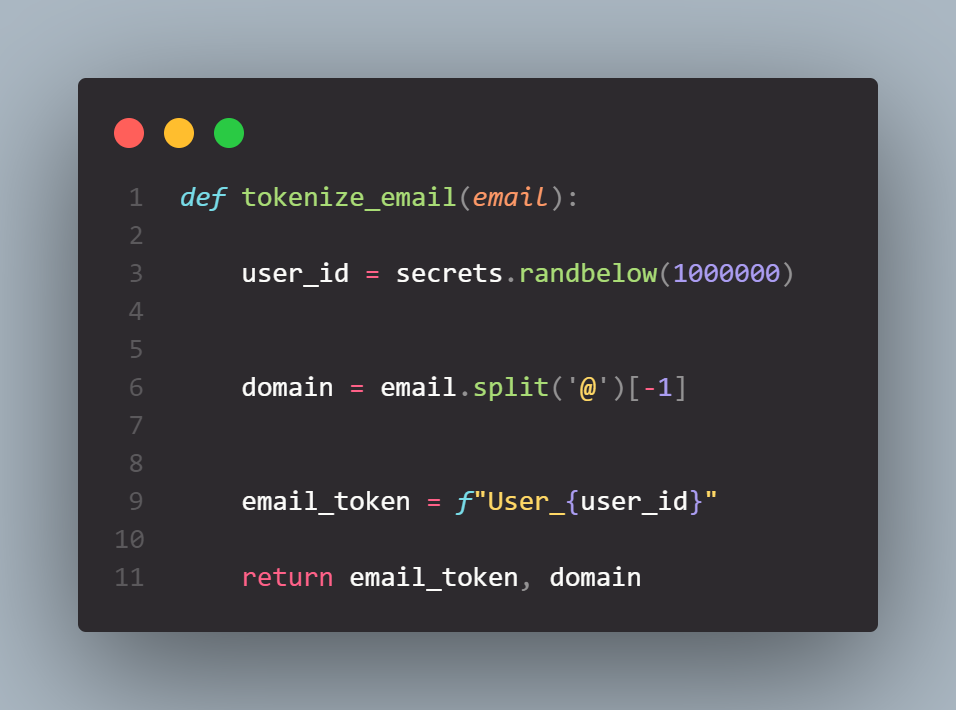 1 def tokenize_email(email):
2
3     user_id = secrets.randbelow(1000000)
4
5
6     domain = email.split('@')[-1]
7
8
9     email_token = f"User_{user_id}"
10
11     return email_token, domain